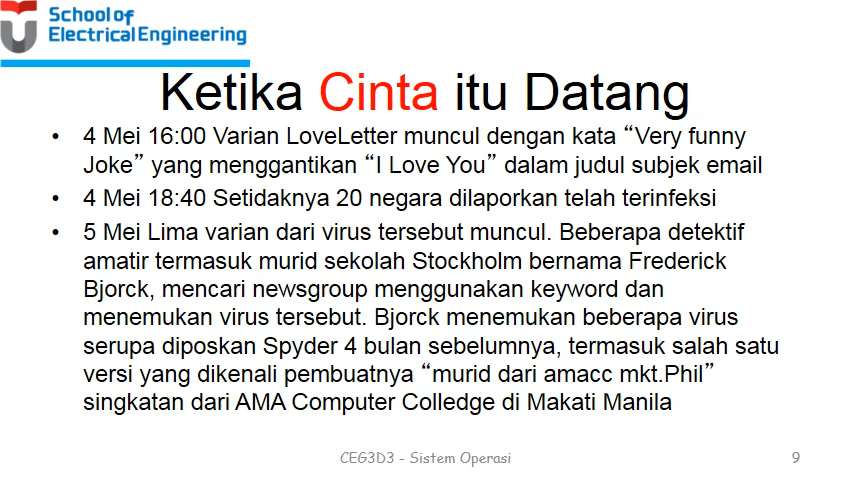 School of
Electrical Engineering
Ketika Cinta itu Datang
• 4 Mei 16:00 Varian LoveLetter muncul dengan kata “Very funny
Joke” yang menggantikan “I Love You” dalam judul subjek email
• 4 Mei 18:40 Setidaknya 20 negara dilaporkan telah terinfeksi
• 5 Mei Lima varian dari virus tersebut muncul. Beberapa detektif
amatir termasuk murid sekolah Stockholm bernama Frederick
Bjorck, mencari newsgroup menggunakan keyword dan
menemukan virus tersebut. Bjorck menemukan beberapa virus
serupa diposkan Spyder 4 bulan sebelumnya, termasuk salah satu
versi yang dikenali pembuatnya “murid dari amacc mkt.Phil”
singkatan dari AMA Computer Colledge di Makati Manila
CEG3D3 - Sistem Operasi
9